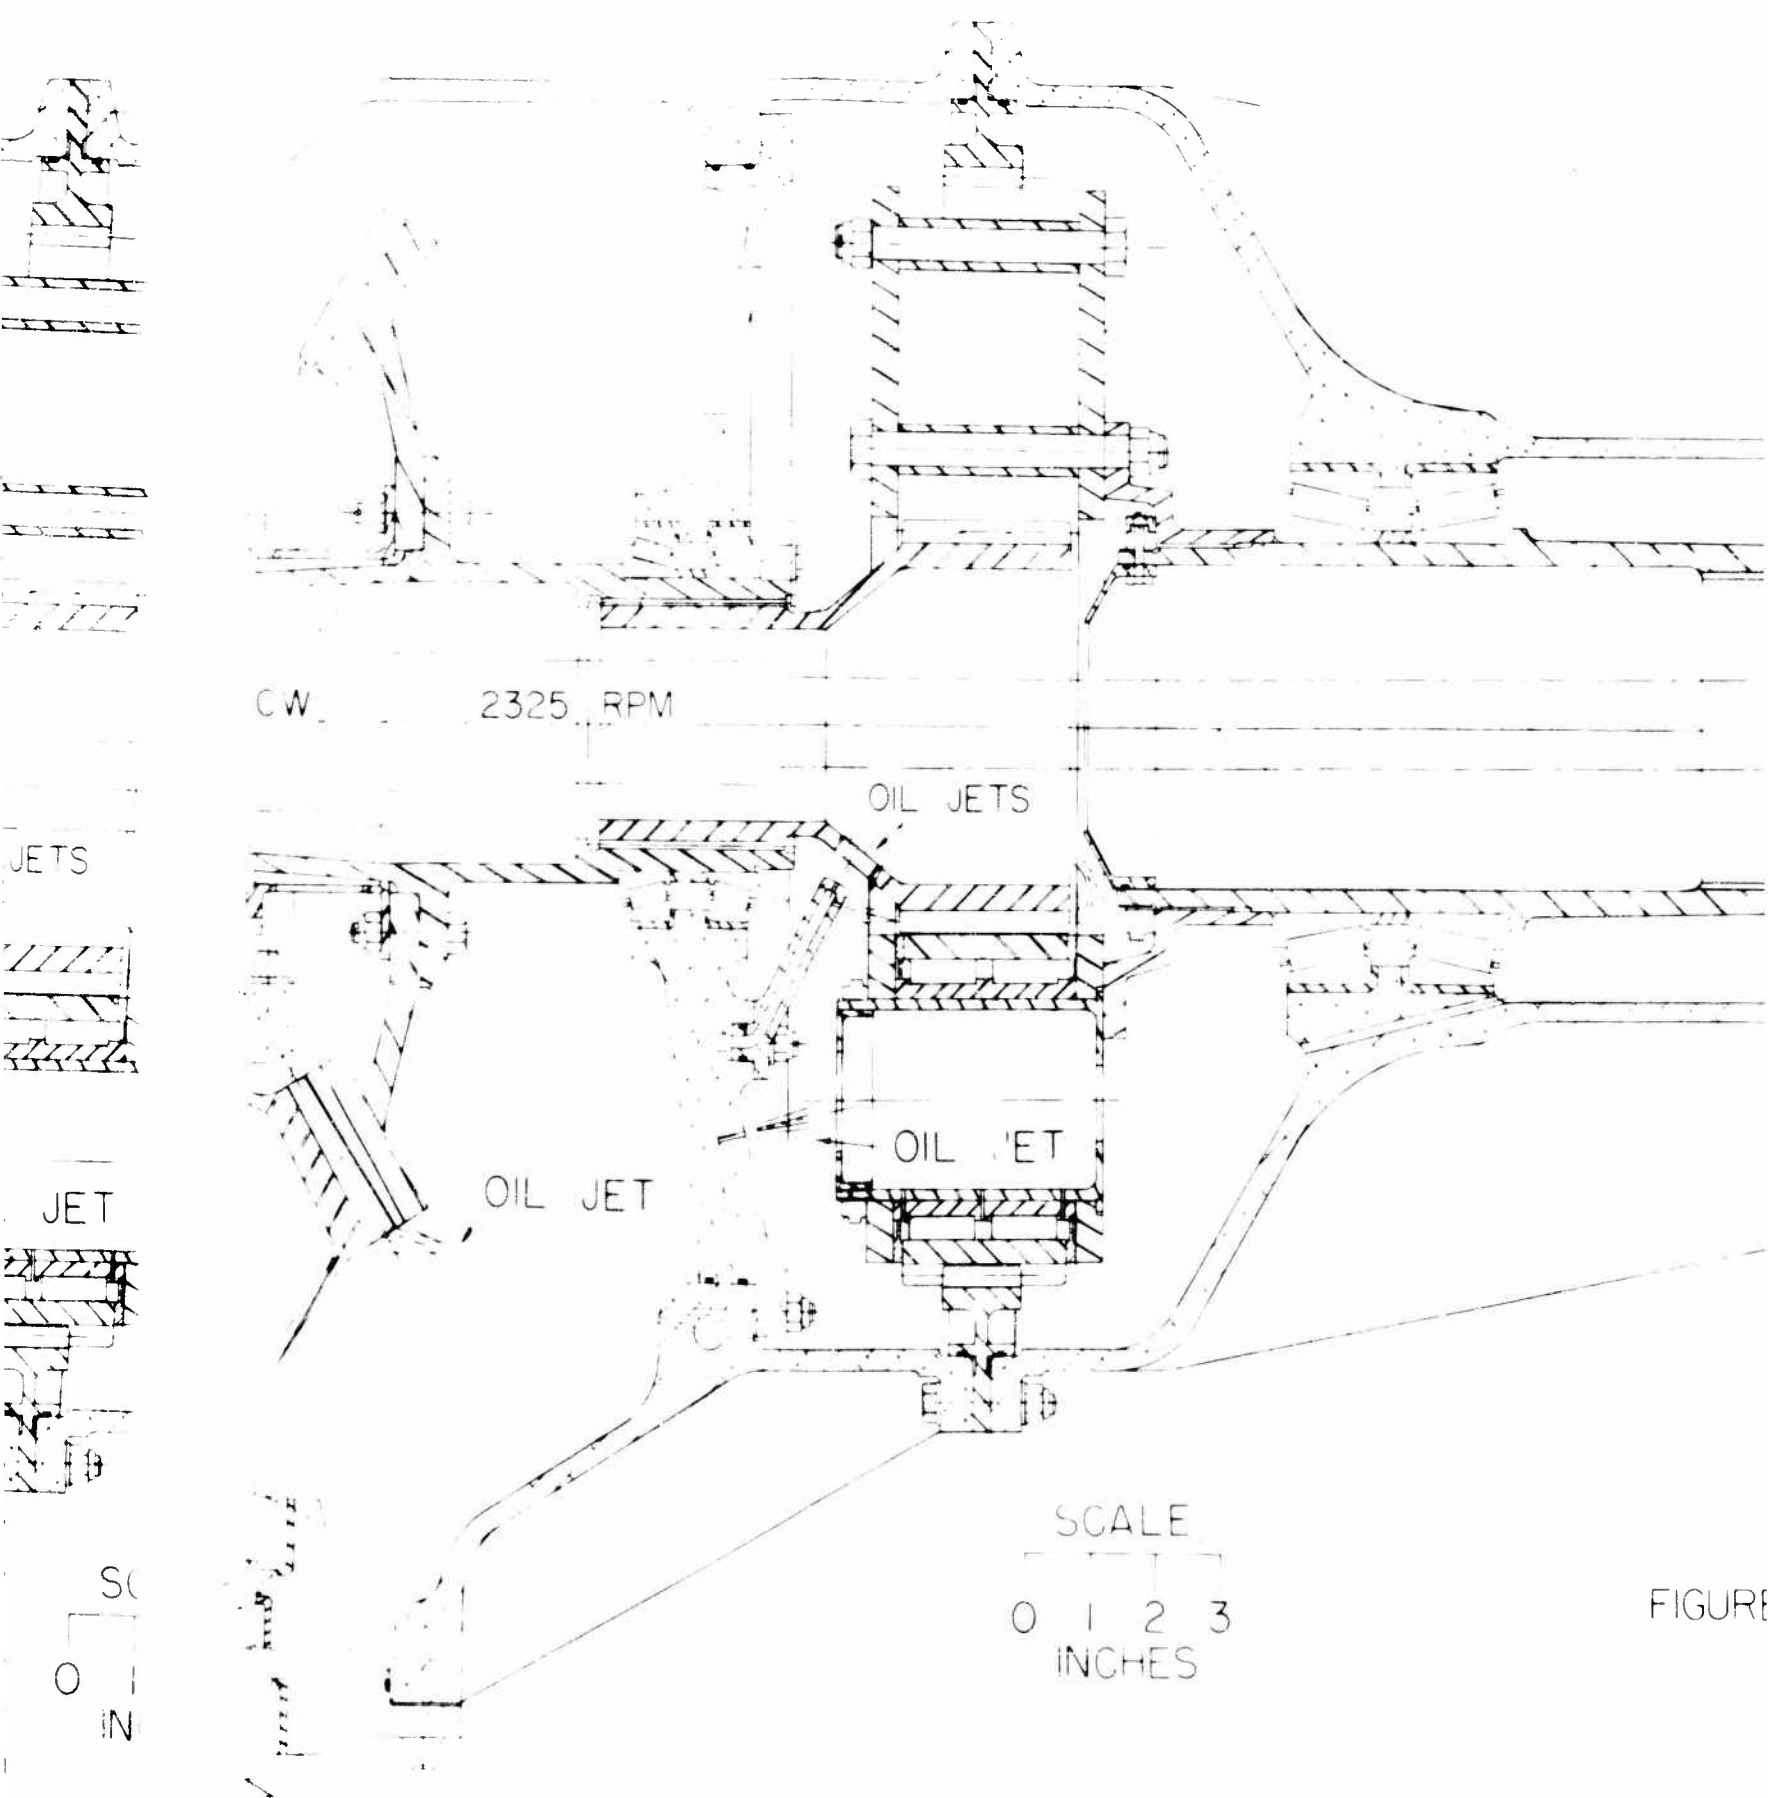 CW 2325 RPM
OIL JETS
JETS
OIL JET
OIL JET
JET
SCALE
0 1 2 3
INCHES
FIGURE
0 1
IN